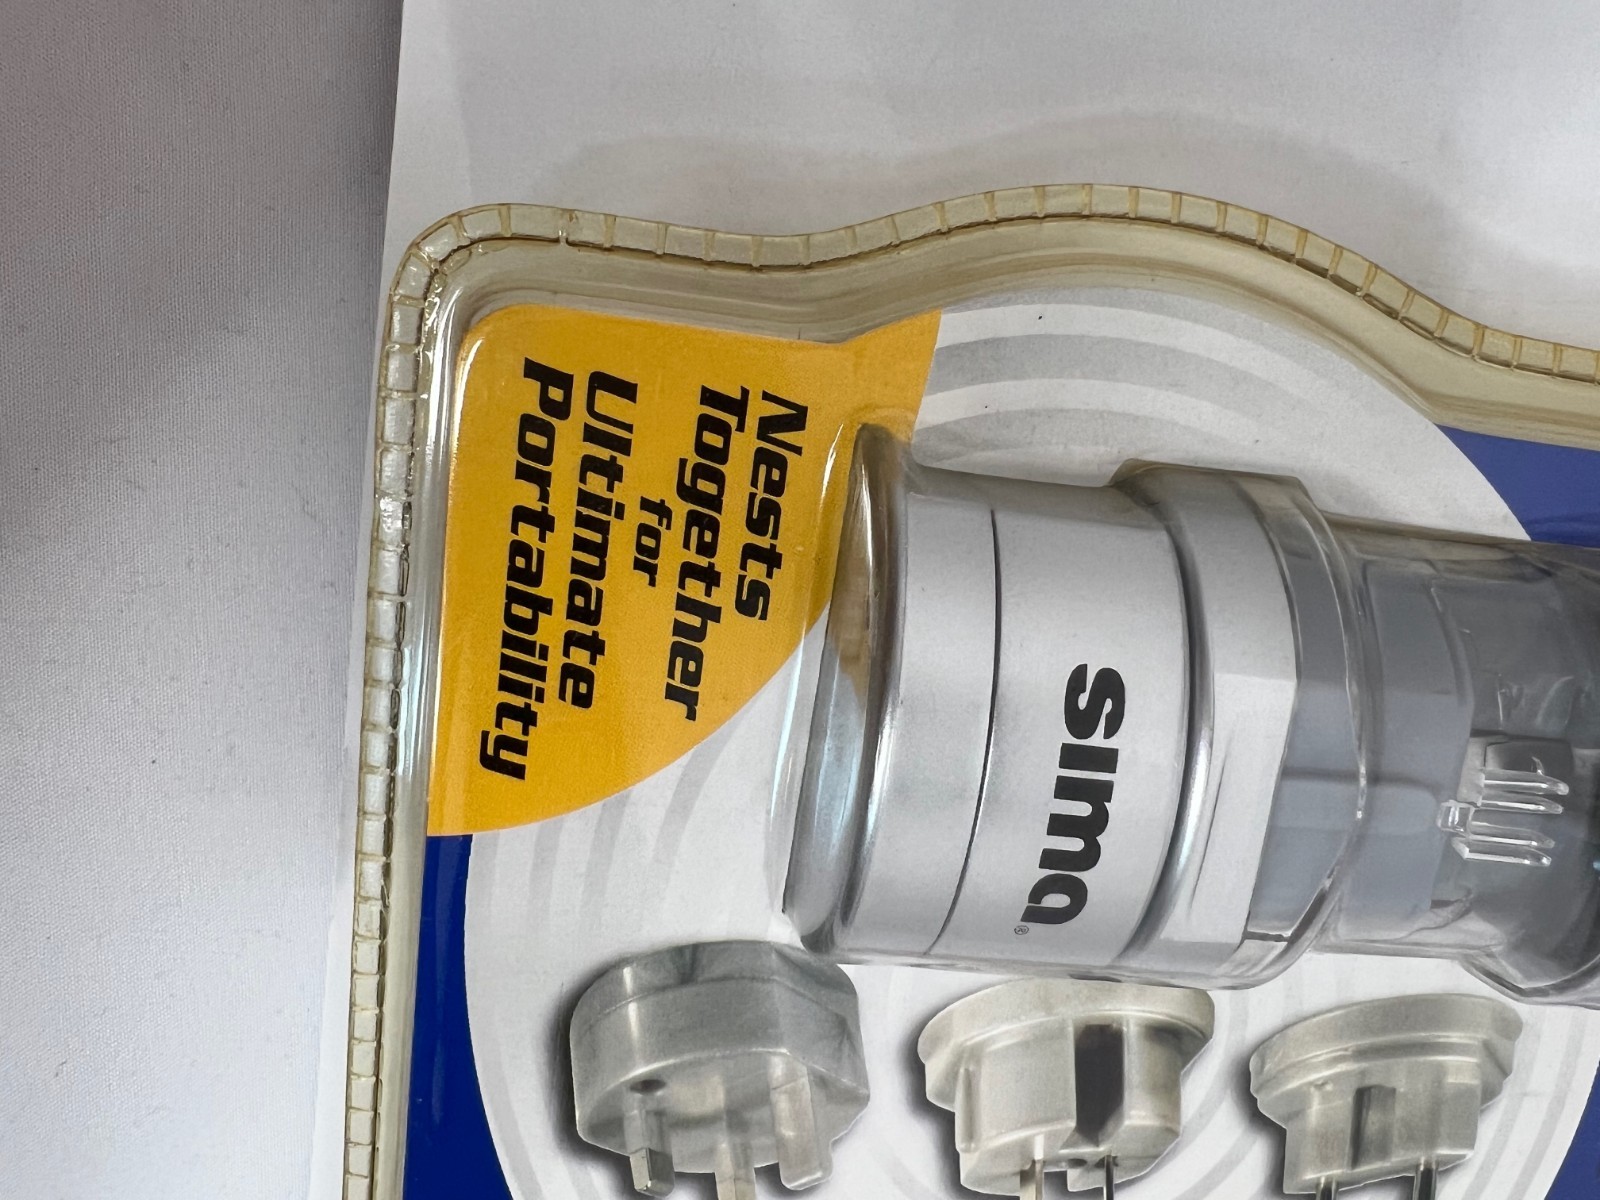 Nests
Together
for
Ultimate
Portability
sima®